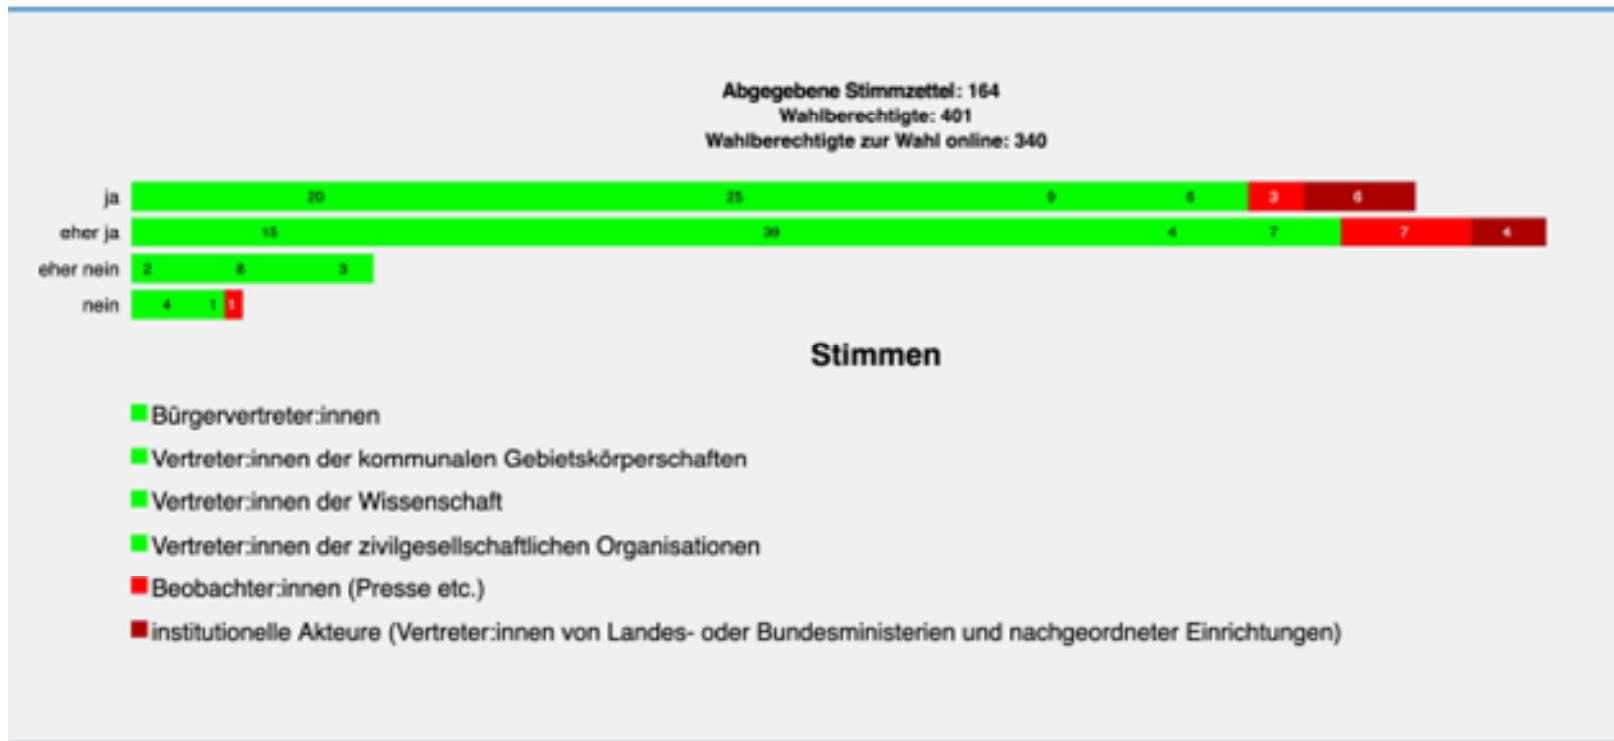 Abgegebene Stimmzettel: 164
Wahlberechtigte: 401
Wahlberechtigte zur Wahl online: 340
ja 20 25 9 6 3 6
eher ja 15 39 4 7 7 4
eher nein 2 8 3
nein 4 1 1
Stimmen
Bürgervertreter:innen
Vertreter:innen der kommunalen Gebietskörperschaften
Vertreter:innen der Wissenschaft
Vertreter:innen der zivilgesellschaftlichen Organisationen
Beobachter:innen (Presse etc.)
institutionelle Akteure (Vertreter:innen von Landes- oder Bundesministerien und nachgeordneter Einrichtungen)